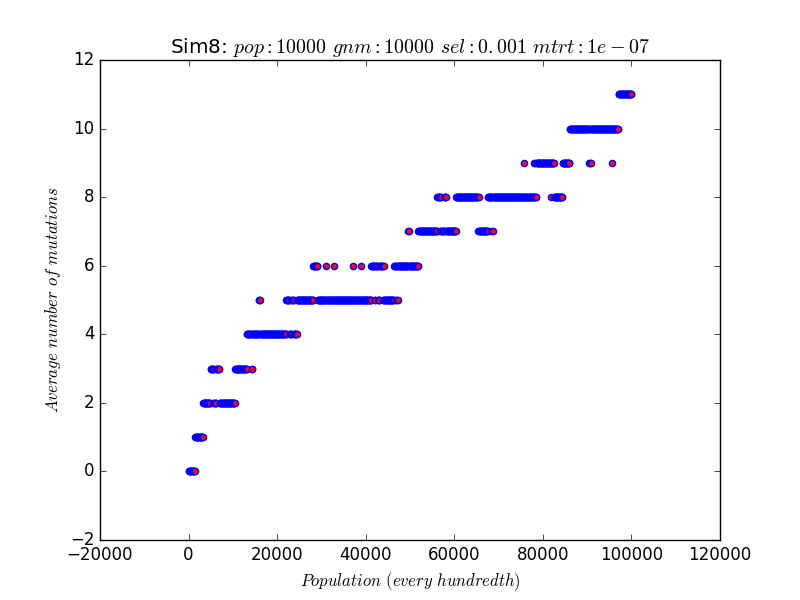 Sim8: pop:10000 gnm:10000 sel:0.001 mtrt:1e−07
Average number of mutations
12
10
8
6
4
2
0
−2
−20000 0 20000 40000 60000 80000 100000 120000
Population (every hundredth)